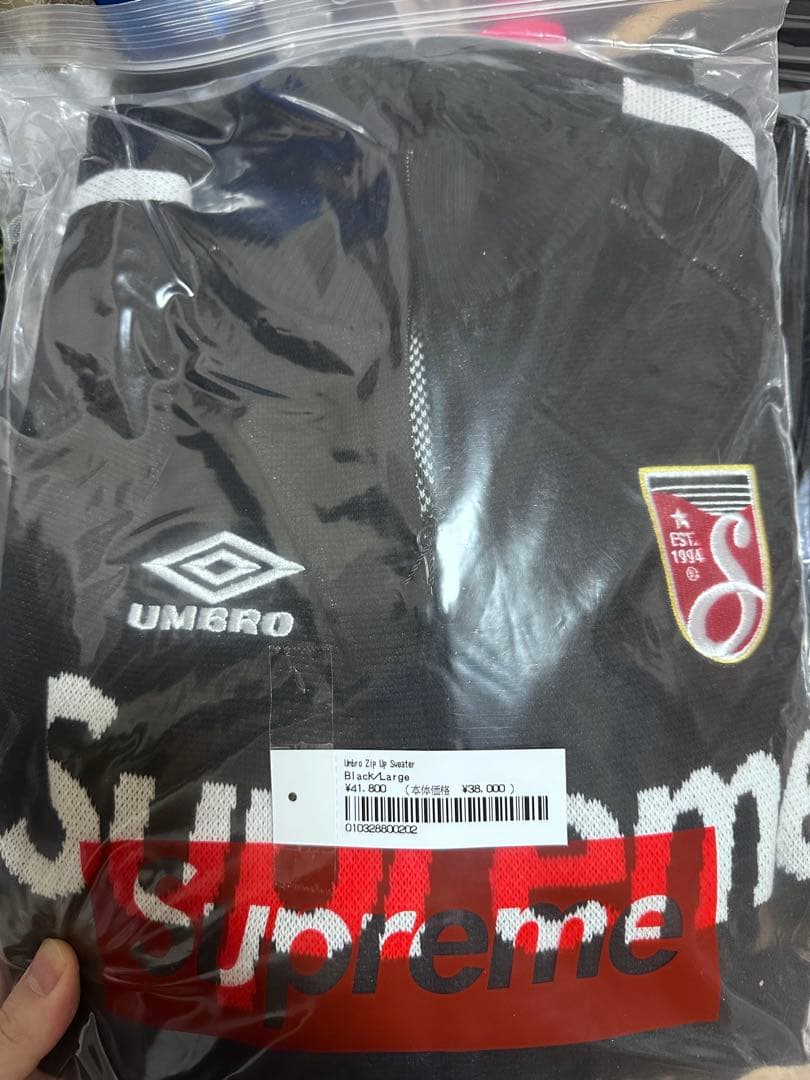 UMBRO
EST.
1994
S
®
Supreme
Umbro Zip Up Sweater
Black/Large
¥41,800 (本体価格 ¥38,000)
010328800202
Supreme